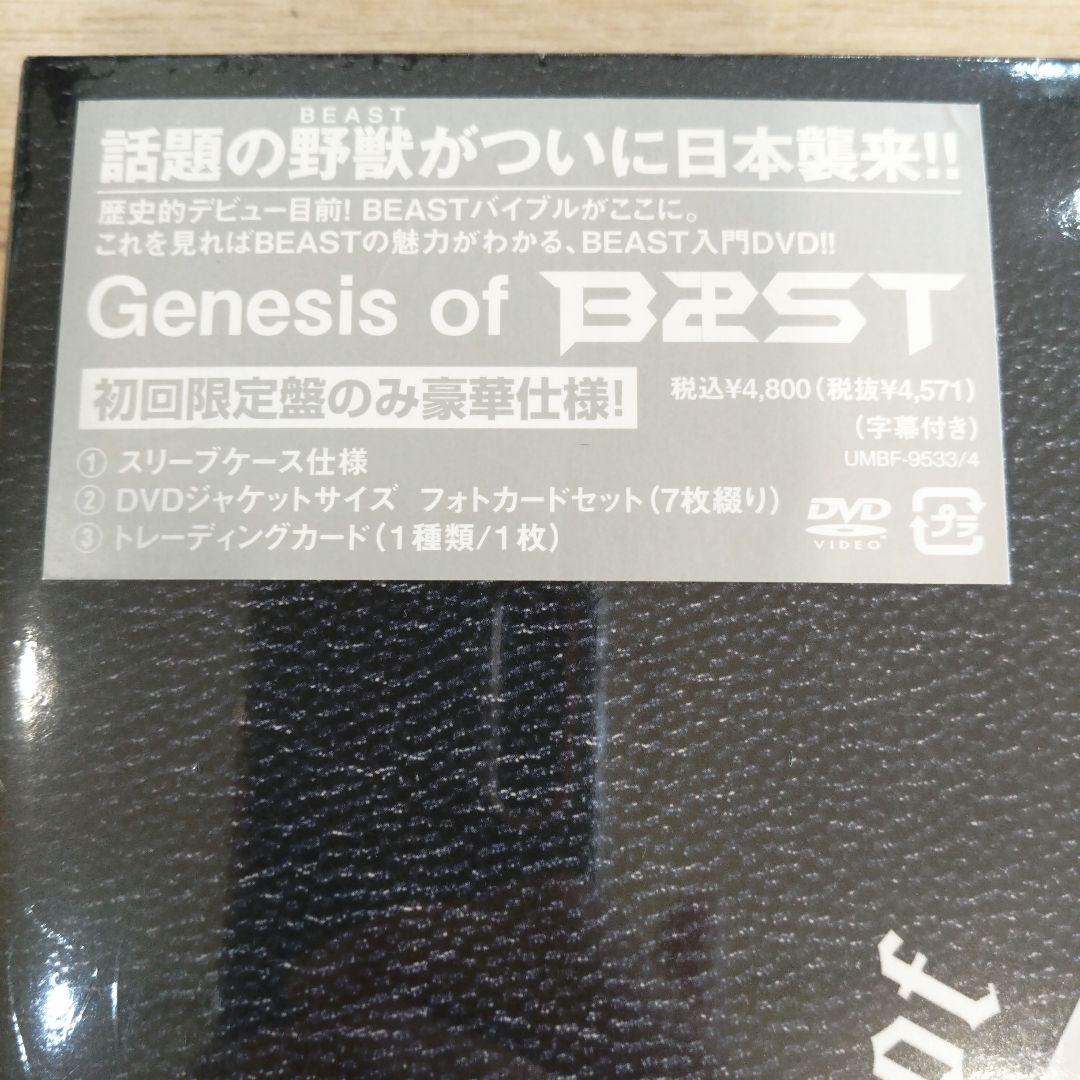 BEAST
話題の野獣がついに日本襲来!!
歴史的デビュー目前! BEASTバイブルがここに。
これを見ればBEASTの魅力がわかる、BEAST入門DVD!!
Genesis of B2ST
初回限定盤のみ豪華仕様!
税込¥4,800(税抜¥4,571)
(字幕付き)
UMBF-9533/4
① スリーブケース仕様
② DVDジャケットサイズ フォトカードセット(7枚綴り)
③ トレーディングカード(1種類/1枚)
DVD
VIDEO
プラ
of